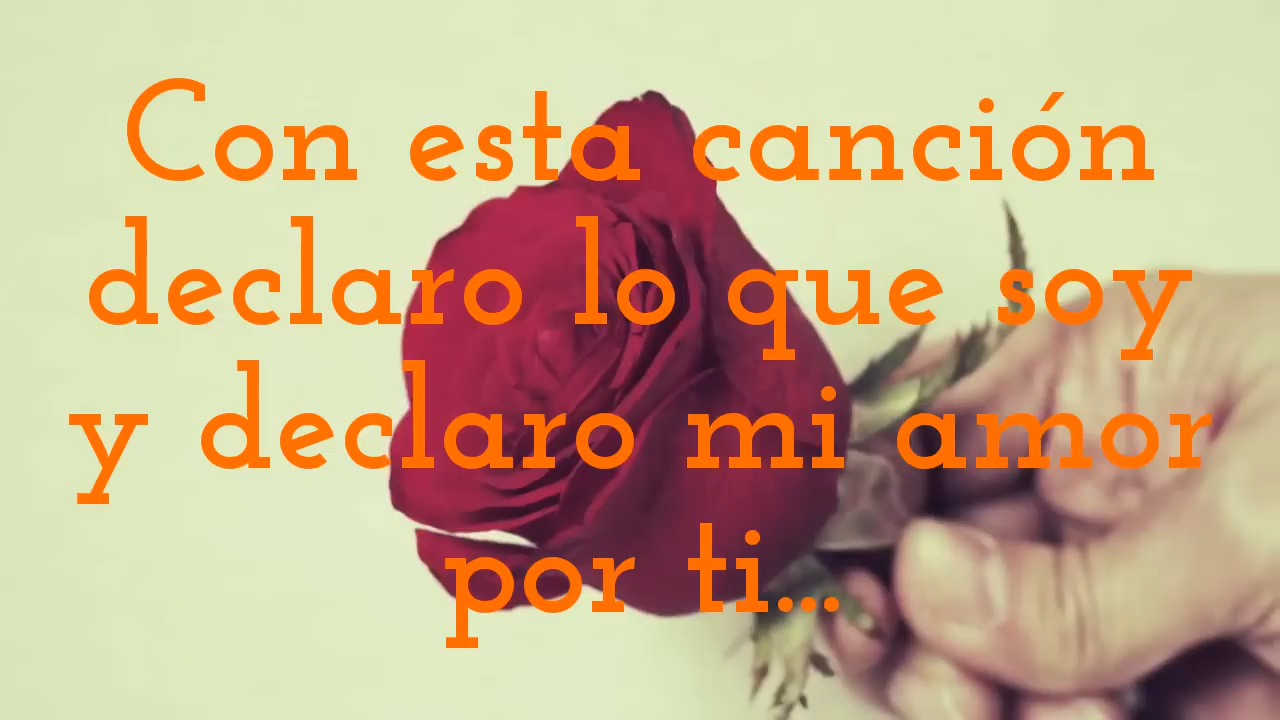 Con esta canción
declaro lo que soy
y declaro mi amor
por ti...